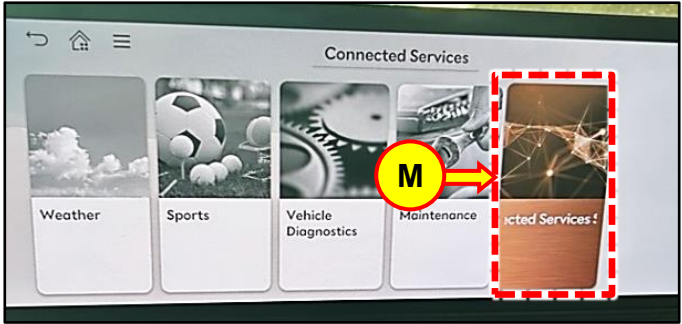 Connected Services
Weather
Sports
Vehicle
Diagnostics
Maintenance
ected Services S
M